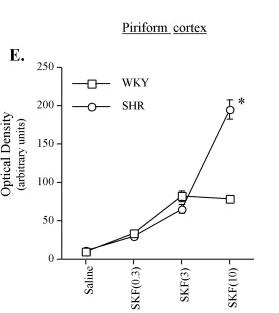 Piriform cortex
E.
250
200
150
100
50
0
Optical Density
(arbitrary units)
WKY
SHR
*
Saline
SKF(0.3)
SKF(3)
SKF(10)